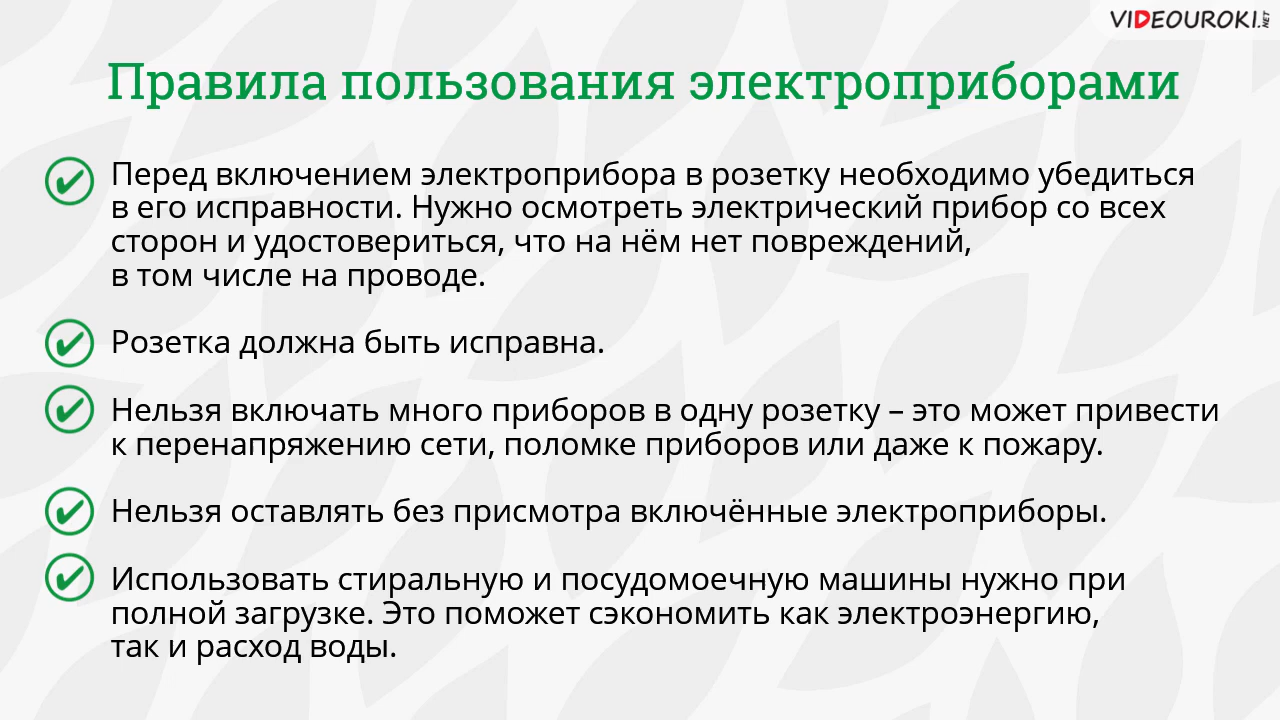 VIDEOUROKI.NET
Правила пользования электроприборами
Перед включением электроприбора в розетку необходимо убедиться
в его исправности. Нужно осмотреть электрический прибор со всех
сторон и удостовериться, что на нём нет повреждений,
в том числе на проводе.
Розетка должна быть исправна.
Нельзя включать много приборов в одну розетку – это может привести
к перенапряжению сети, поломке приборов или даже к пожару.
Нельзя оставлять без присмотра включённые электроприборы.
Использовать стиральную и посудомоечную машины нужно при
полной загрузке. Это поможет сэкономить как электроэнергию,
так и расход воды.